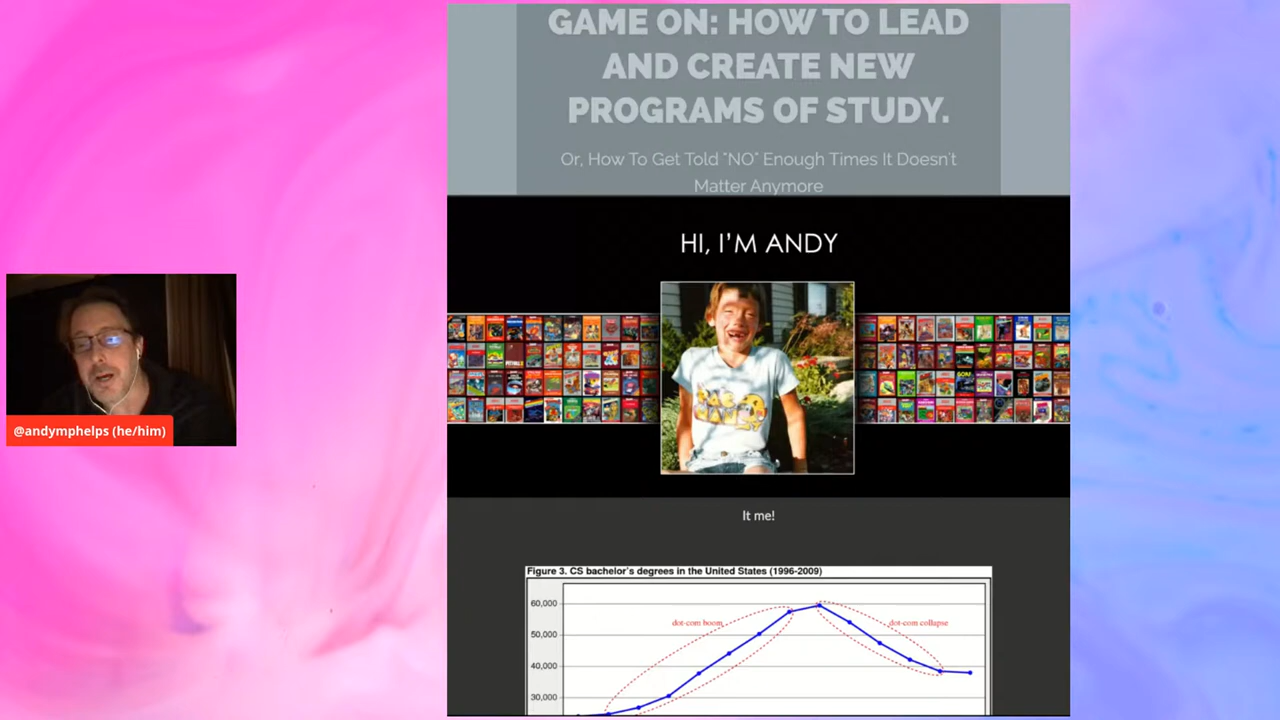 GAME ON: HOW TO LEAD
AND CREATE NEW
PROGRAMS OF STUDY.
Or, How To Get Told "NO" Enough Times It Doesn't
Matter Anymore
HI, I'M ANDY
@andymphelps (he/him)
It me!
Figure 3. CS bachelor's degrees in the United States (1996-2009)
60,000
dot-com boom
dot-com collapse
50,000
40,000
30,000